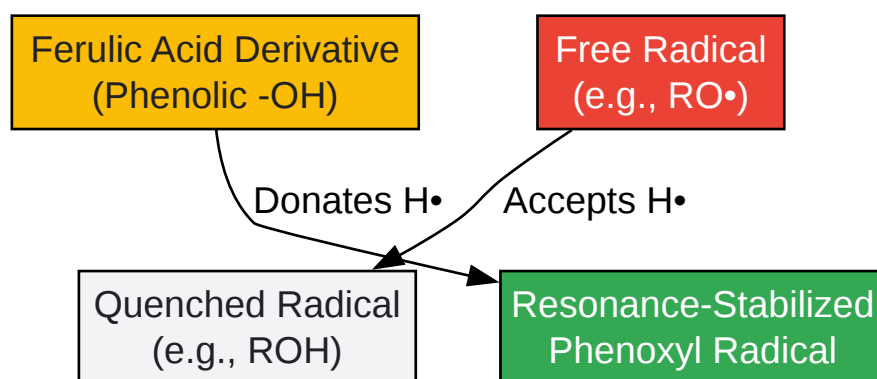 Ferulic Acid Derivative
(Phenolic -OH)
Free Radical
(e.g., RO•)
Donates H•
Accepts H•
Quenched Radical
(e.g., ROH)
Resonance-Stabilized
Phenoxyl Radical